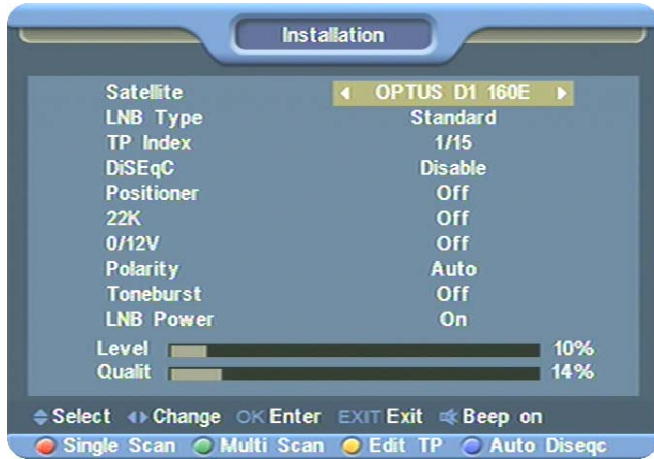 Installation
Satellite OPTUS D1 160E
LNB Type Standard
TP Index 1/15
DiSEqC Disable
Positioner Off
22K Off
0/12V Off
Polarity Auto
Toneburst Off
LNB Power On
Level 10%
Qualit 14%
Select Change OK Enter EXIT Exit Beep on
Single Scan Multi Scan Edit TP Auto Diseqc